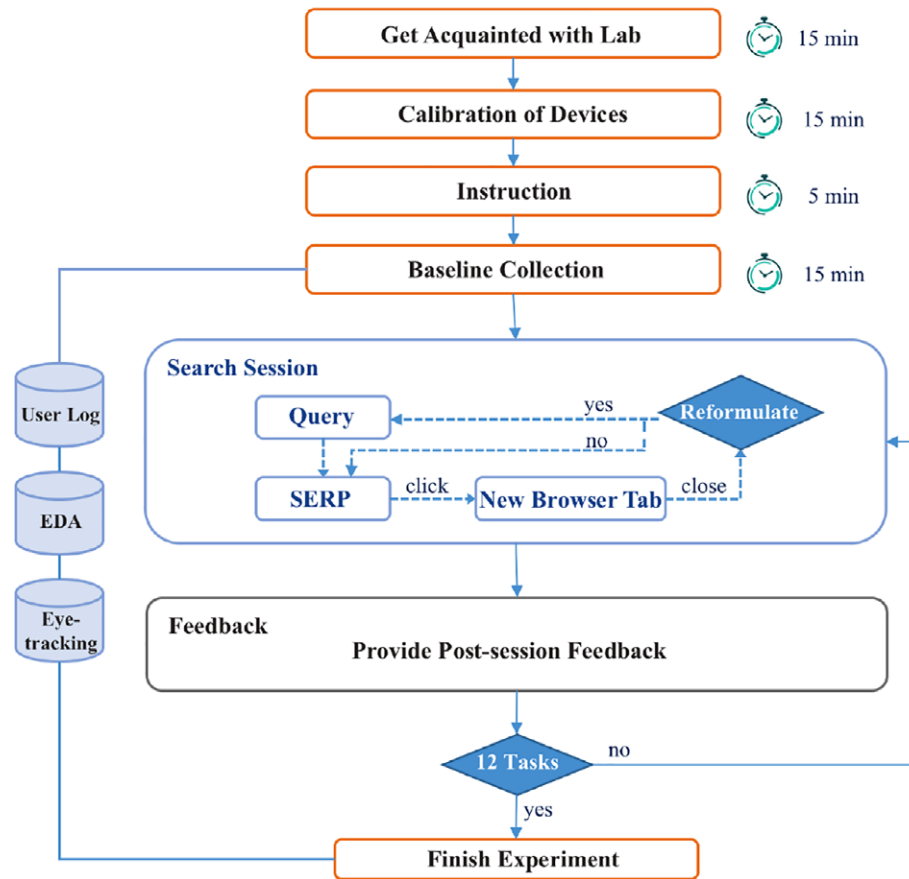 Get Acquainted with Lab
15 min
Calibration of Devices
15 min
Instruction
5 min
Baseline Collection
15 min
Search Session
Query
yes
Reformulate
no
SERP
click
New Browser Tab
close
User Log
EDA
Eye-
tracking
Feedback
Provide Post-session Feedback
12 Tasks
no
yes
Finish Experiment